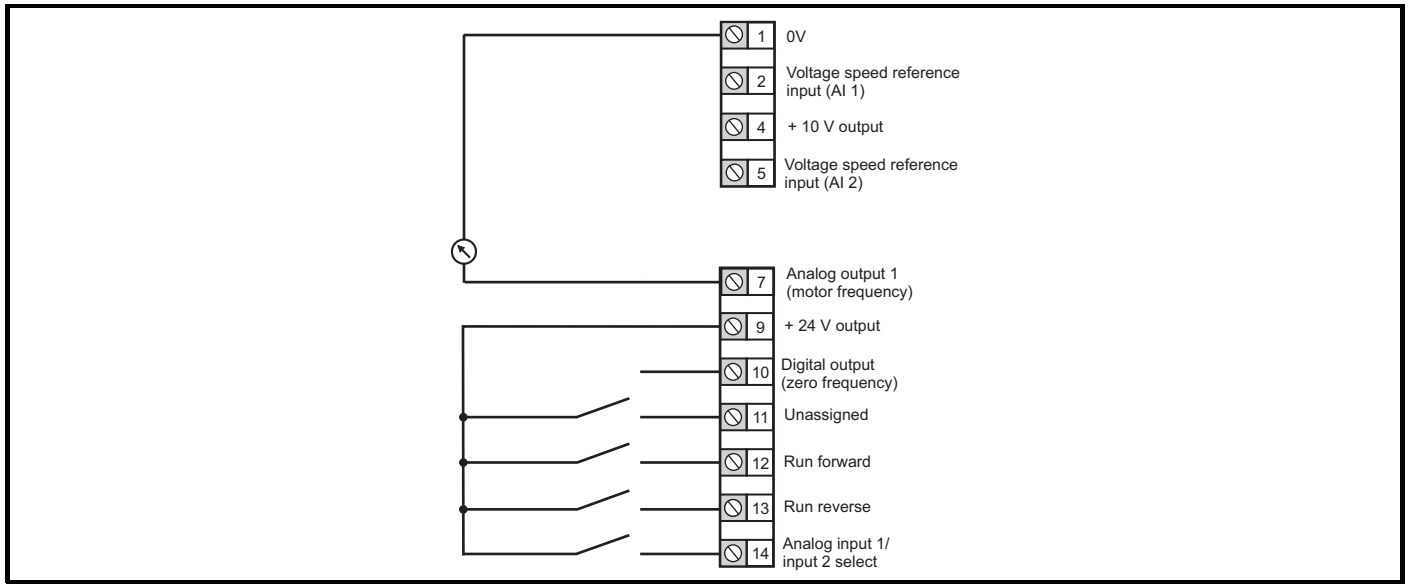 1 0V
2 Voltage speed reference
input (AI 1)
4 + 10 V output
5 Voltage speed reference
input (AI 2)
7 Analog output 1
(motor frequency)
9 + 24 V output
10 Digital output
(zero frequency)
11 Unassigned
12 Run forward
13 Run reverse
14 Analog input 1/
input 2 select